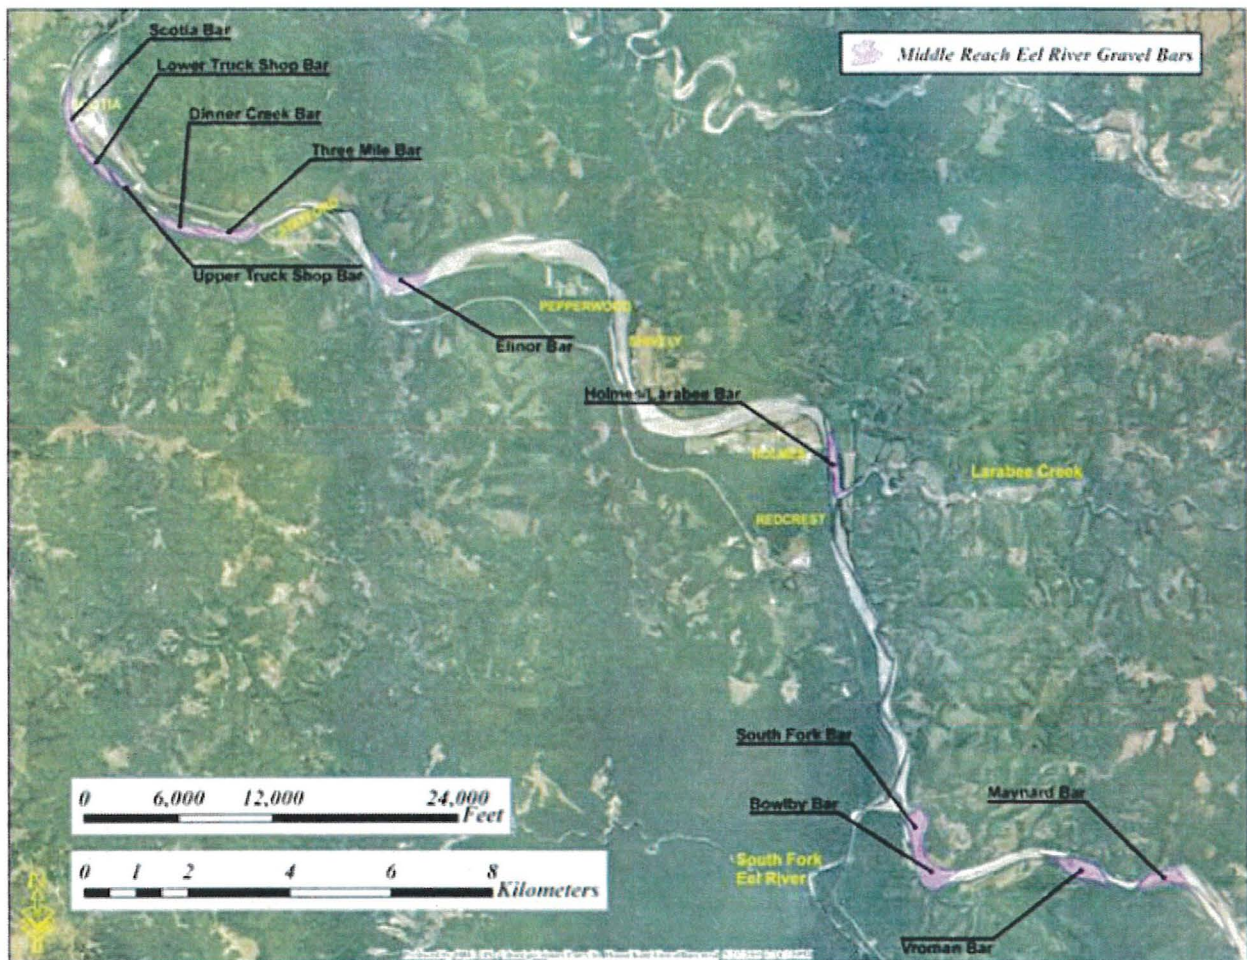 Scotia Bar
Middle Reach Eel River Gravel Bars
Lower Truck Shop Bar
Dinner Creek Bar
Three Mile Bar
Upper Truck Shop Bar
PEPPERWOOD
Elinor Bar
SHIVELY
Holmes/Larabee Bar
HOLMES
Larabee Creek
REDCREST
South Fork Bar
Maynard Bar
Bowlby Bar
0 6,000 12,000 24,000
Feet
0 1 2 4 6 8
Kilometers
South Fork
Eel River
Vroman Bar